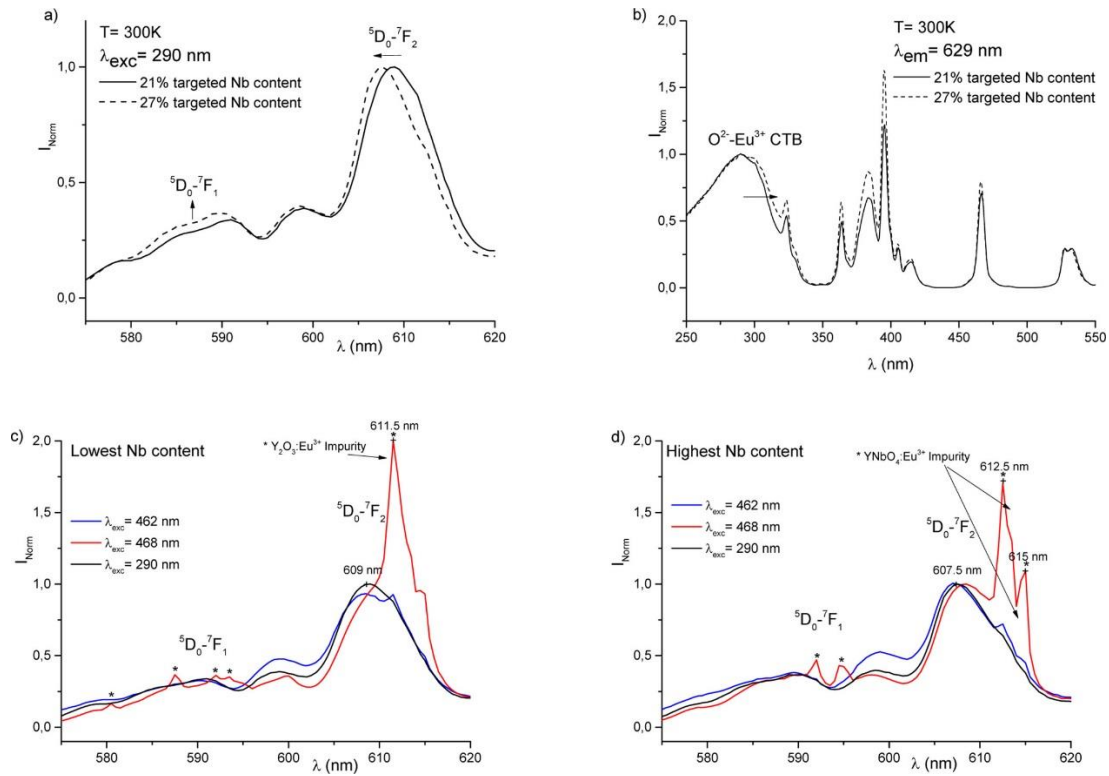 a)
T= 300K
λexc= 290 nm
21% targeted Nb content
27% targeted Nb content
⁵D₀-⁷F₂
⁵D₀-⁷F₁
1,0
0,5
0,0
I_Norm
580 590 600 610 620
λ (nm)
b)
T= 300K
λem= 629 nm
21% targeted Nb content
27% targeted Nb content
O²⁻-Eu³⁺ CTB
2,0
1,5
1,0
0,5
0,0
I_Norm
250 300 350 400 450 500 550
λ (nm)
c)
Lowest Nb content
611.5 nm
*
* Y₂O₃:Eu³⁺ Impurity
⁵D₀-⁷F₂
λexc= 462 nm
λexc= 468 nm
λexc= 290 nm
609 nm
⁵D₀-⁷F₁
* * * *
2,0
1,5
1,0
0,5
0,0
I_Norm
580 590 600 610 620
λ (nm)
d)
Highest Nb content
* YNbO₄:Eu³⁺ Impurity
612.5 nm
*
⁵D₀-⁷F₂
λexc= 462 nm
λexc= 468 nm
λexc= 290 nm
607.5 nm
615 nm
*
⁵D₀-⁷F₁
* *
2,0
1,5
1,0
0,5
0,0
I_Norm
580 590 600 610 620
λ (nm)